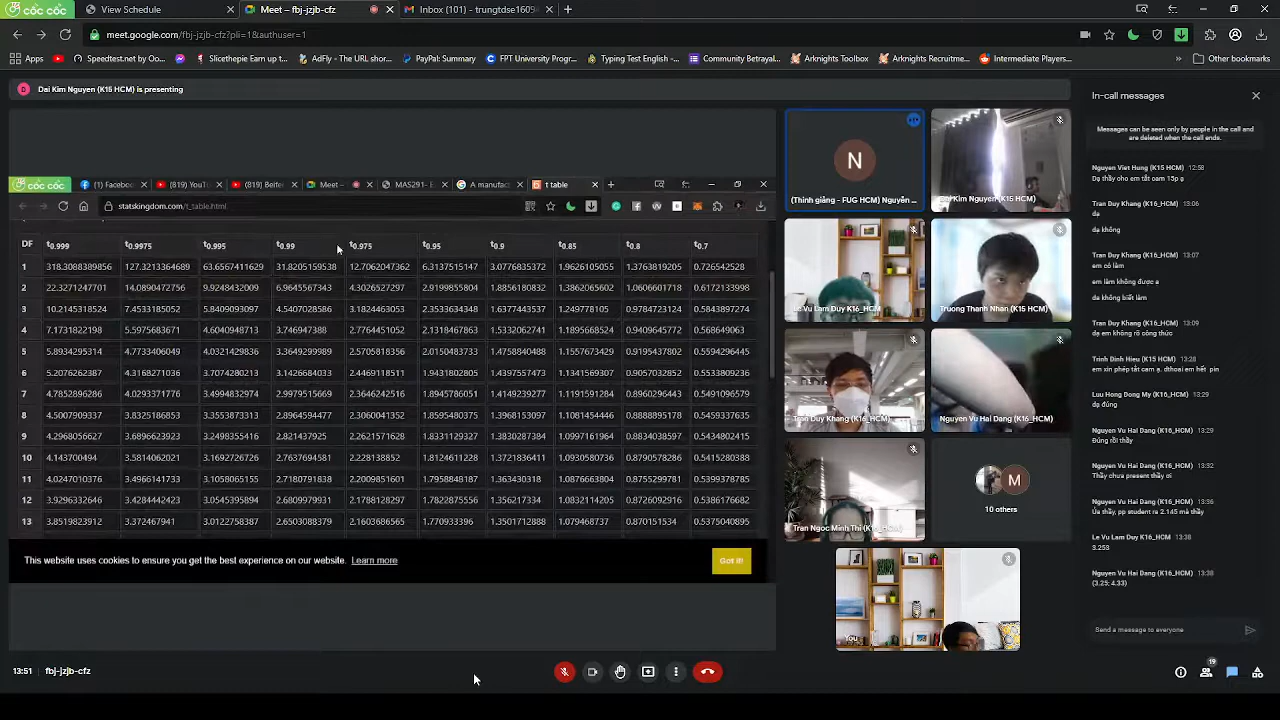 cốc cốc
View Schedule
Meet – fbj-jzjb-cfz
Inbox (101) - trungtdse1609
meet.google.com/fbj-jzjb-cfz?pli=1&authuser=1
Apps
Speedtest.net by Oo...
Slicethepie Earn up $...
AdFly - The URL shor...
PayPal: Summary
FPT University Progr...
Typing Test English -...
Community Betrayal...
Arknights Toolbox
Arknights Recruitme...
Intermediate Players...
Other bookmarks
Dai Kim Nguyen (K15 HCM) is presenting
cốc cốc
(1) Faceboo
(819) YouT
(819) Beiter
Meet –
MAS291- E
A manufac
t table
statskingdom.com/t_table.html
DF t0.999 t0.9975 t0.995 t0.99 t0.975 t0.95 t0.9 t0.85 t0.8 t0.7
1 318.3088389856 127.3213364689 63.6567411629 31.8205159538 12.7062047362 6.3137515147 3.0776835372 1.9626105055 1.3763819205 0.726542528
2 22.3271247701 14.0890472756 9.9248432009 6.9645567343 4.3026527297 2.9199855804 1.8856180832 1.3862065602 1.0606601718 0.6172133998
3 10.2145318524 7.4533185052 5.8409093097 4.5407028586 3.1824463053 2.3533634348 1.6377443537 1.249778105 0.9784723124 0.5843897274
4 7.1731822198 5.5975683671 4.6040948713 3.746947388 2.7764451052 2.1318467863 1.5332062741 1.1895668524 0.9409645772 0.568649063
5 5.8934295314 4.7733406049 4.0321429836 3.3649299989 2.5705818356 2.0150483733 1.4758840488 1.1557673429 0.9195437802 0.5594296445
6 5.2076262387 4.3168271036 3.7074280213 3.1426684033 2.4469118511 1.9431802805 1.4397557473 1.1341569307 0.9057032852 0.5533809236
7 4.7852896286 4.0293371776 3.4994832974 2.9979515669 2.3646242516 1.8945786051 1.4149239277 1.1191591284 0.8960296443 0.5491096579
8 4.5007909337 3.8325186853 3.3553873313 2.8964594477 2.3060041352 1.8595480375 1.3968153097 1.1081454446 0.8888895178 0.5459337635
9 4.2968056627 3.6896623923 3.2498355416 2.821437925 2.2621571628 1.8331129327 1.3830287384 1.0997161964 0.8834038597 0.5434802415
10 4.143700494 3.5814062021 3.1692726726 2.7637694581 2.228138852 1.8124611228 1.3721836411 1.0930580736 0.8790578286 0.5415280388
11 4.0247010376 3.4966141733 3.1058065155 2.7180791838 2.2009851601 1.7958848187 1.363430318 1.0876663804 0.8755299781 0.5399378785
12 3.9296332646 3.4284442423 3.0545395894 2.6809979931 2.1788128297 1.7822875556 1.356217334 1.0832114205 0.8726092916 0.5386176682
13 3.8519823912 3.372467941 3.0122758387 2.6503088379 2.1603686565 1.770933396 1.3501712888 1.079468737 0.870151534 0.5375040895
This website uses cookies to ensure you get the best experience on our website. Learn more
Got it!
N
(Thỉnh giảng - FUG HCM) Nguyễn ...
Dai Kim Nguyen (K15 HCM)
Le Vu Lam Duy K16_HCM
Truong Thanh Nhan (K15 HCM)
Tran Duy Khang (K16_HCM)
Nguyen Vu Hai Dang (K16_HCM)
Tran Ngoc Minh Thi (K16_HCM)
M
10 others
You
In-call messages
Messages can be seen only by people in the call and
are deleted when the call ends.
Nguyen Viet Hung (K15 HCM) 12:58
Dạ thầy cho em tắt cam 15p ạ
Tran Duy Khang (K16_HCM) 13:06
dạ
dạ không
Tran Duy Khang (K16_HCM) 13:07
em có làm
em làm không được ạ
dạ không biết làm
Tran Duy Khang (K16_HCM) 13:09
dạ em không rõ công thức
Trinh Dinh Hieu (K15 HCM) 13:28
em xin phép tắt cam ạ. dthoai em hết pin
Luu Hong Dong My (K16_HCM) 13:29
dạ đúng
Nguyen Vu Hai Dang (K16_HCM) 13:29
Đúng rồi thầy
Nguyen Vu Hai Dang (K16_HCM) 13:32
Thầy chưa present thầy ơi
Nguyen Vu Hai Dang (K16_HCM) 13:36
Ủa thầy, pp student ra 2.145 mà thầy
Le Vu Lam Duy K16_HCM 13:38
3.253
Nguyen Vu Hai Dang (K16_HCM) 13:38
(3.25; 4.33)
Send a message to everyone
13:51 fbj-jzjb-cfz
19